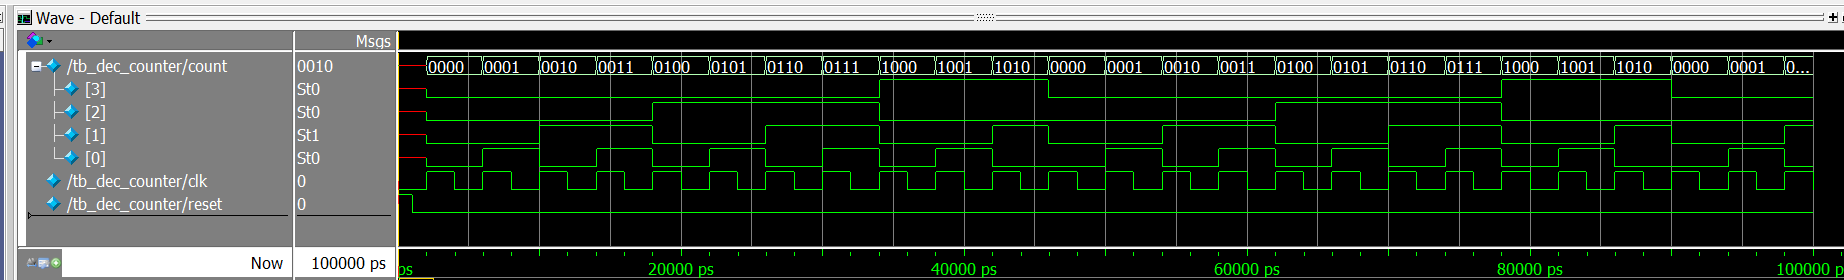 Wave - Default
Msgs
/tb_dec_counter/count 0010 0000 0001 0010 0011 0100 0101 0110 0111 1000 1001 1010 0000 0001 0010 0011 0100 0101 0110 0111 1000 1001 1010 0000 0001 0...
[3] St0
[2] St0
[1] St1
[0] St0
/tb_dec_counter/clk 0
/tb_dec_counter/reset 0
Now 100000 ps ps 20000 ps 40000 ps 60000 ps 80000 ps 100000 ps